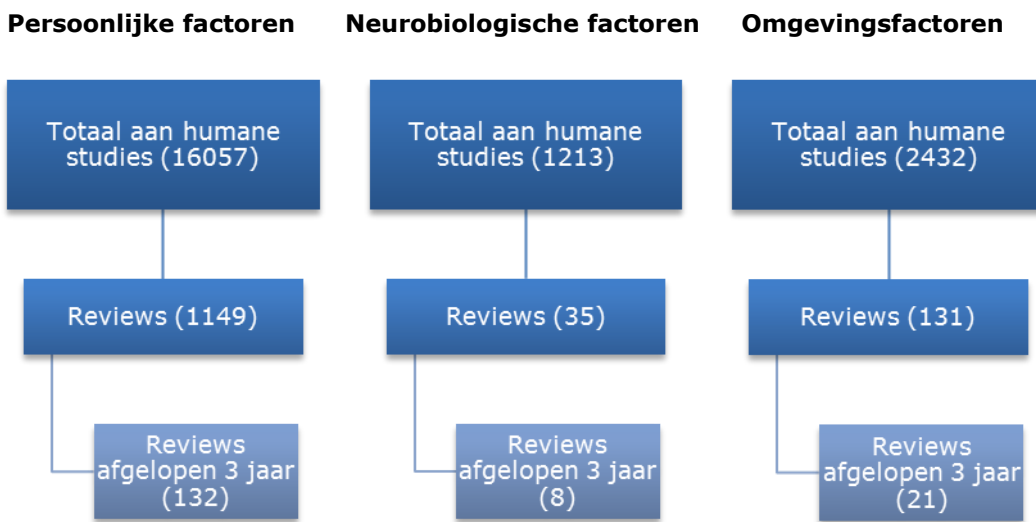 Persoonlijke factoren
Neurobiologische factoren
Omgevingsfactoren
Totaal aan humane
studies (16057)
Totaal aan humane
studies (1213)
Totaal aan humane
studies (2432)
Reviews (1149)
Reviews (35)
Reviews (131)
Reviews
afgelopen 3 jaar
(132)
Reviews
afgelopen 3 jaar
(8)
Reviews
afgelopen 3 jaar
(21)